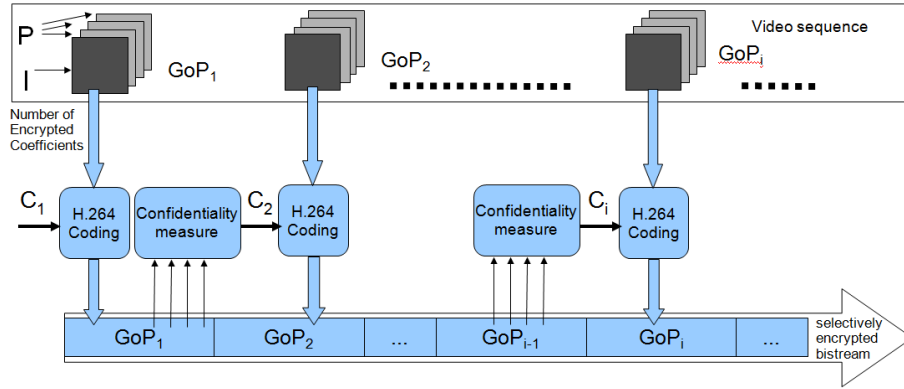 P
I
GoP1
GoP2
Video sequence
GoPi
Number of
Encrypted
Coefficients
C1
H.264
Coding
Confidentiality
measure
C2
H.264
Coding
Confidentiality
measure
Ci
H.264
Coding
GoP1
GoP2
...
GoPi-1
GoPi
...
selectively
encrypted
bistream